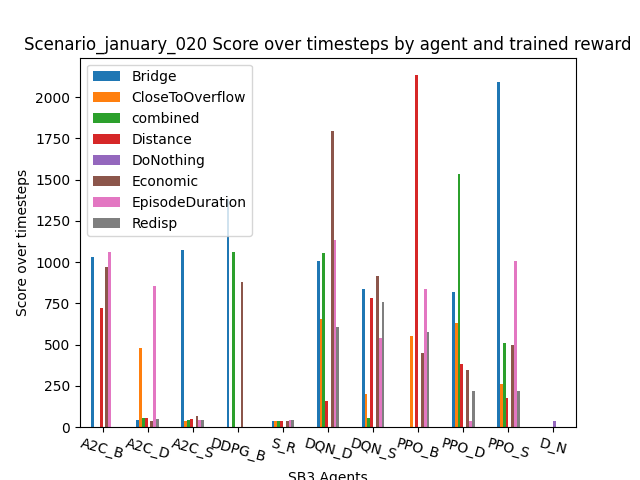 Scenario_january_020 Score over timesteps by agent and trained reward
Score over timesteps
2000
1750
1500
1250
1000
750
500
250
0
Bridge
CloseToOverflow
combined
Distance
DoNothing
Economic
EpisodeDuration
Redisp
A2C_B
A2C_D
A2C_S
DDPG_B
S_R
DQN_D
DQN_S
PPO_B
PPO_D
PPO_S
D_N
SB3 Agents